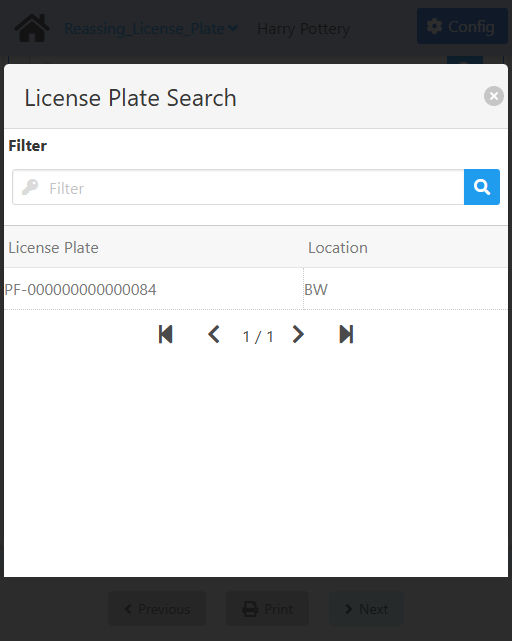 Reassing_License_Plate Harry Pottery Config
License Plate Search
Filter
Filter
License Plate Location
PF-000000000000084 BW
1 / 1
Previous Print Next